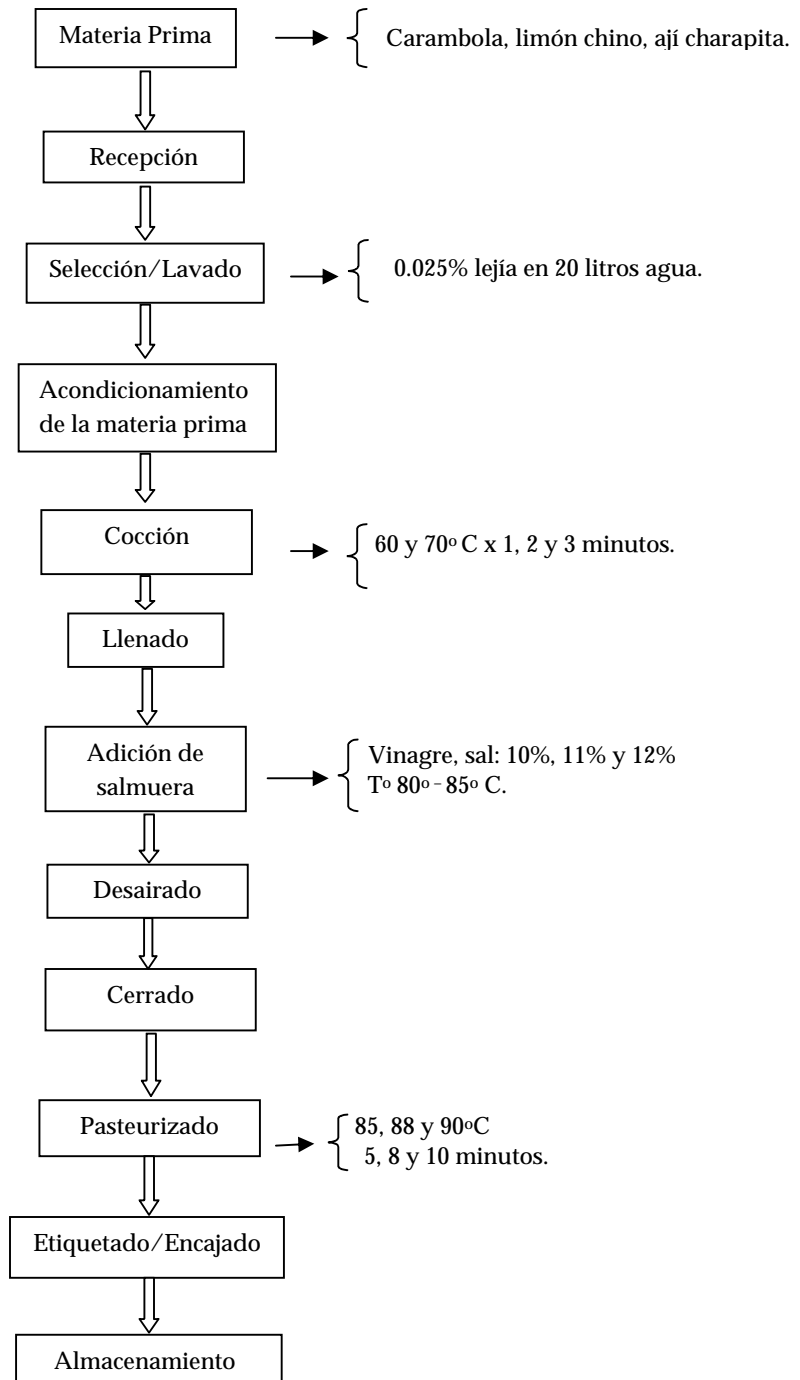 Materia Prima
Carambola, limón chino, ají charapita.
Recepción
Selección/Lavado
0.025% lejía en 20 litros agua.
Acondicionamiento
de la materia prima
Cocción
60 y 70º C x 1, 2 y 3 minutos.
Llenado
Adición de
salmuera
Vinagre, sal: 10%, 11% y 12%
Tº 80º - 85º C.
Desairado
Cerrado
Pasteurizado
85, 88 y 90ºC
5, 8 y 10 minutos.
Etiquetado/Encajado
Almacenamiento